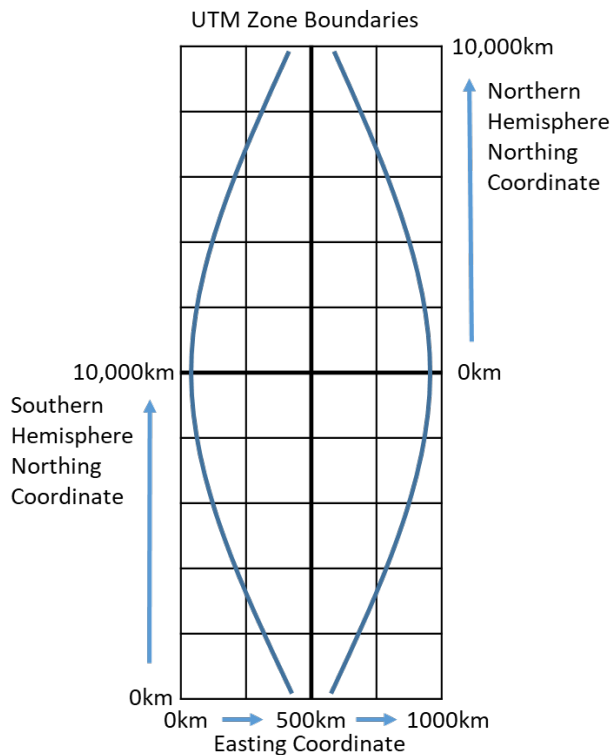 UTM Zone Boundaries
10,000km
Northern
Hemisphere
Northing
Coordinate
10,000km
0km
Southern
Hemisphere
Northing
Coordinate
0km
0km
500km
1000km
Easting Coordinate